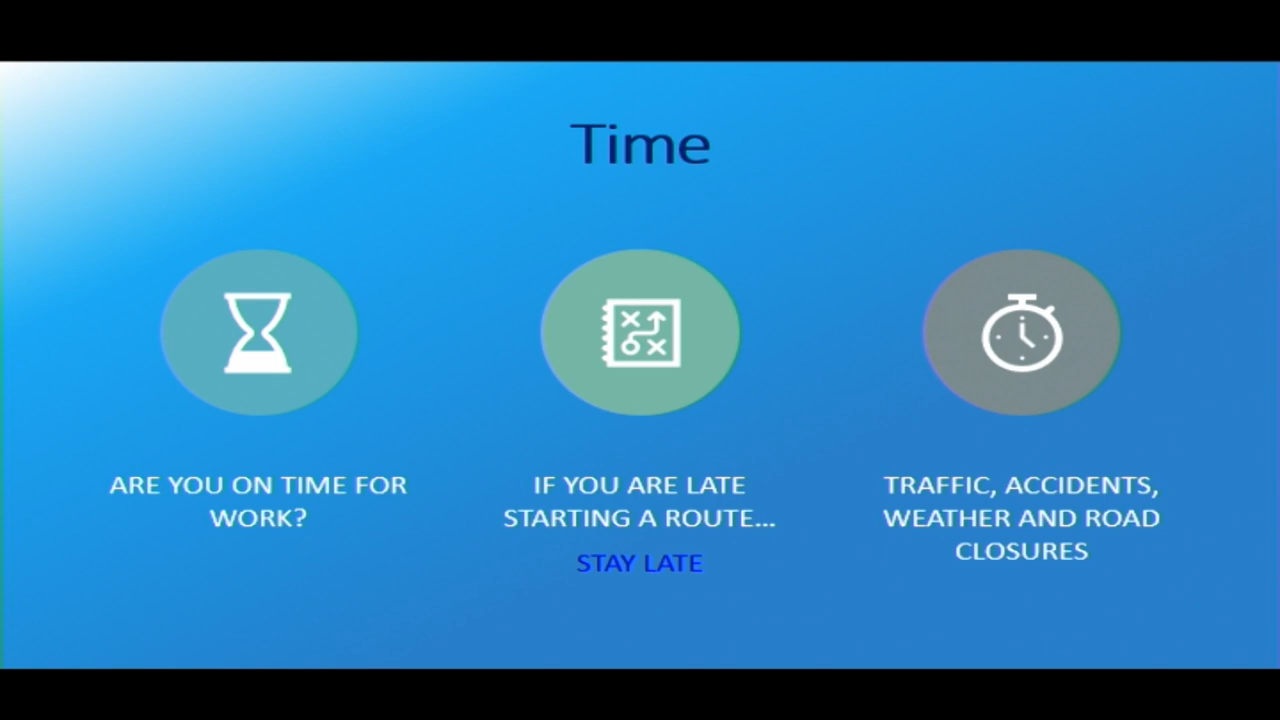 Time
ARE YOU ON TIME FOR
WORK?
IF YOU ARE LATE
STARTING A ROUTE...
STAY LATE
TRAFFIC, ACCIDENTS,
WEATHER AND ROAD
CLOSURES